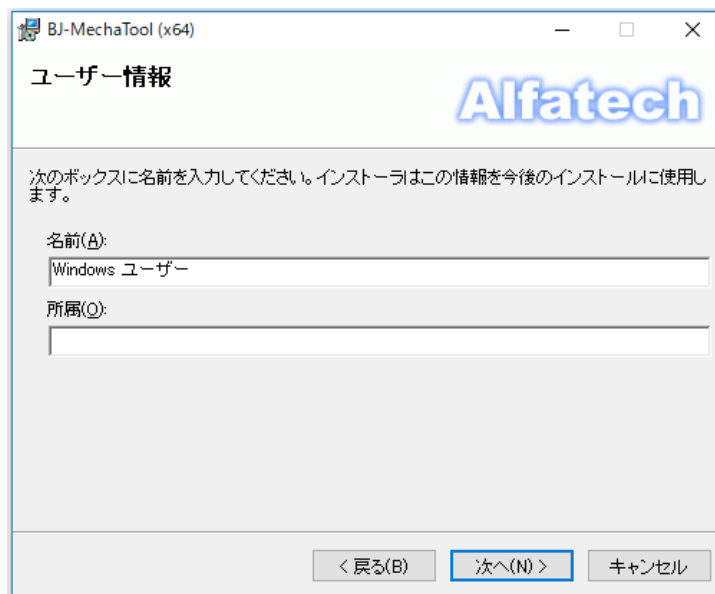 BJ-MechaTool (x64)
ユーザー情報
Alfatech
次のボックスに名前を入力してください。インストーラはこの情報を今後のインストールに使用し
ます。
名前(A):
Windows ユーザー
所属(O):
< 戻る(B)
次へ(N) >
キャンセル